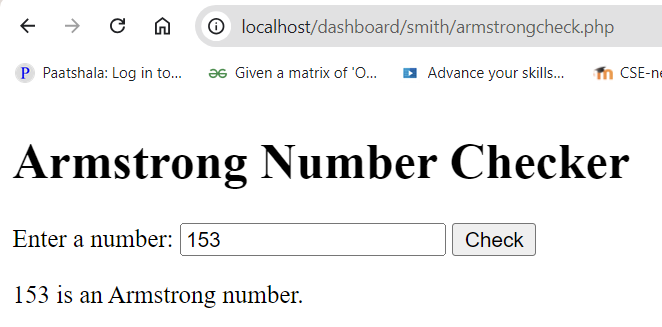 localhost/dashboard/smith/armstrongcheck.php
P Paatshala: Log in to... Given a matrix of 'O... Advance your skills... CSE-ne
Armstrong Number Checker
Enter a number: 153 Check
153 is an Armstrong number.